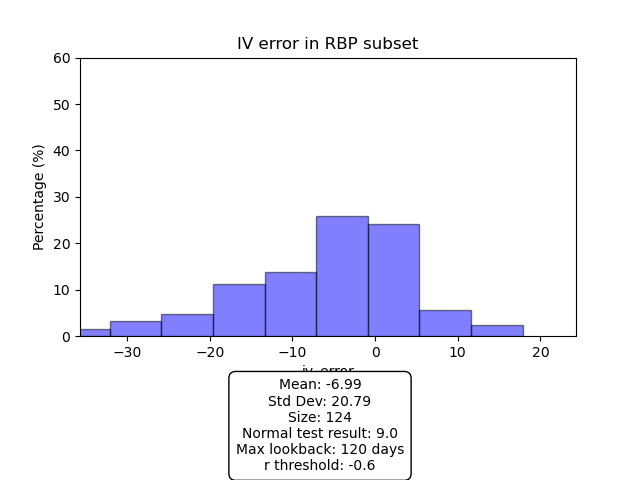 IV error in RBP subset
Percentage (%)
60
50
40
30
20
10
0
−30
−20
−10
0
10
20
Mean: -6.99
Std Dev: 20.79
Size: 124
Normal test result: 9.0
Max lookback: 120 days
r threshold: -0.6